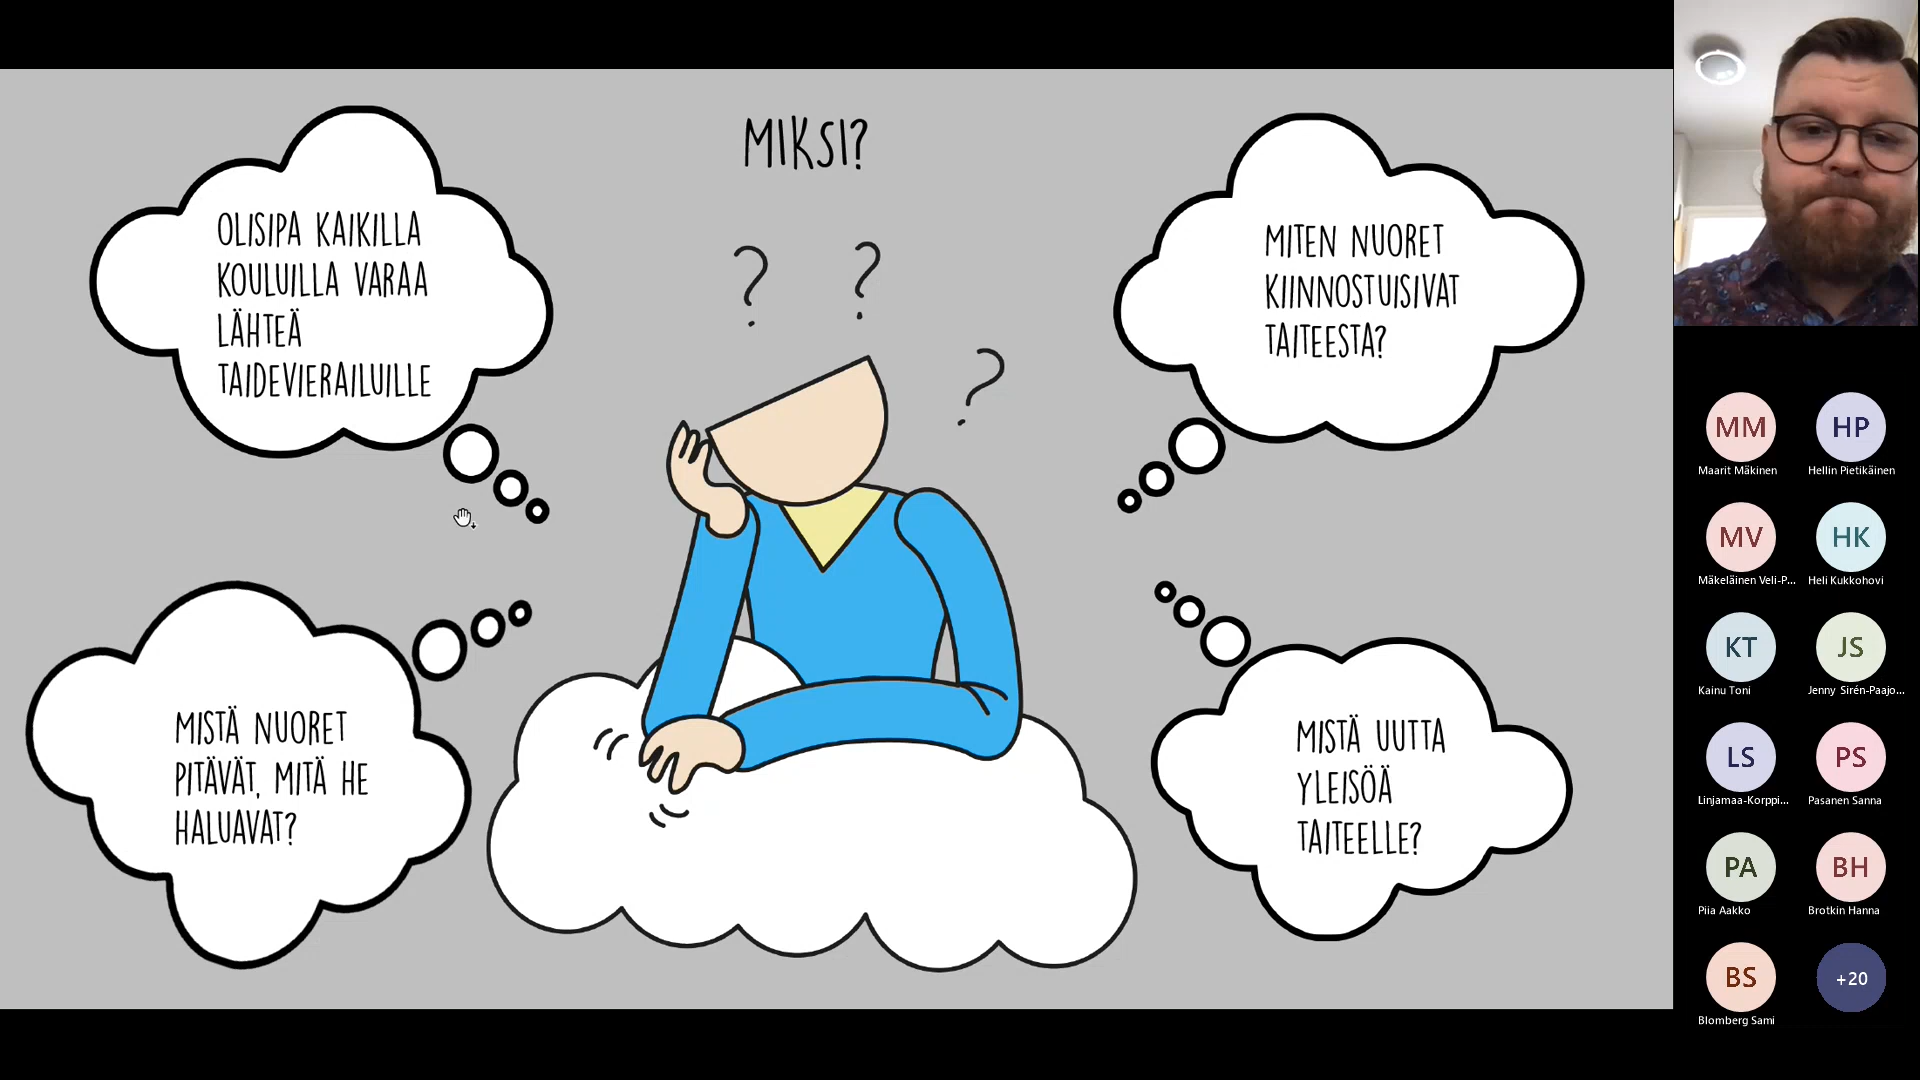 MIKSI?
OLISIPA KAIKILLA
KOULUILLA VARAA
LÄHTEÄ
TAIDEVIERAILUILLE
MITEN NUORET
KIINNOSTUISIVAT
TAITEESTA?
MISTÄ NUORET
PITÄVÄT, MITÄ HE
HALUAVAT?
MISTÄ UUTTA
YLEISÖÄ
TAITEELLE?
? ? ?
MM HP
Maarit Mäkinen Hellin Pietikäinen
MV HK
Mäkeläinen Veli-P... Heli Kukkohovi
KT JS
Kainu Toni Jenny Sirén-Paajo...
LS PS
Linjamaa-Korppi... Pasanen Sanna
PA BH
Piia Aakko Brotkin Hanna
BS +20
Blomberg Sami